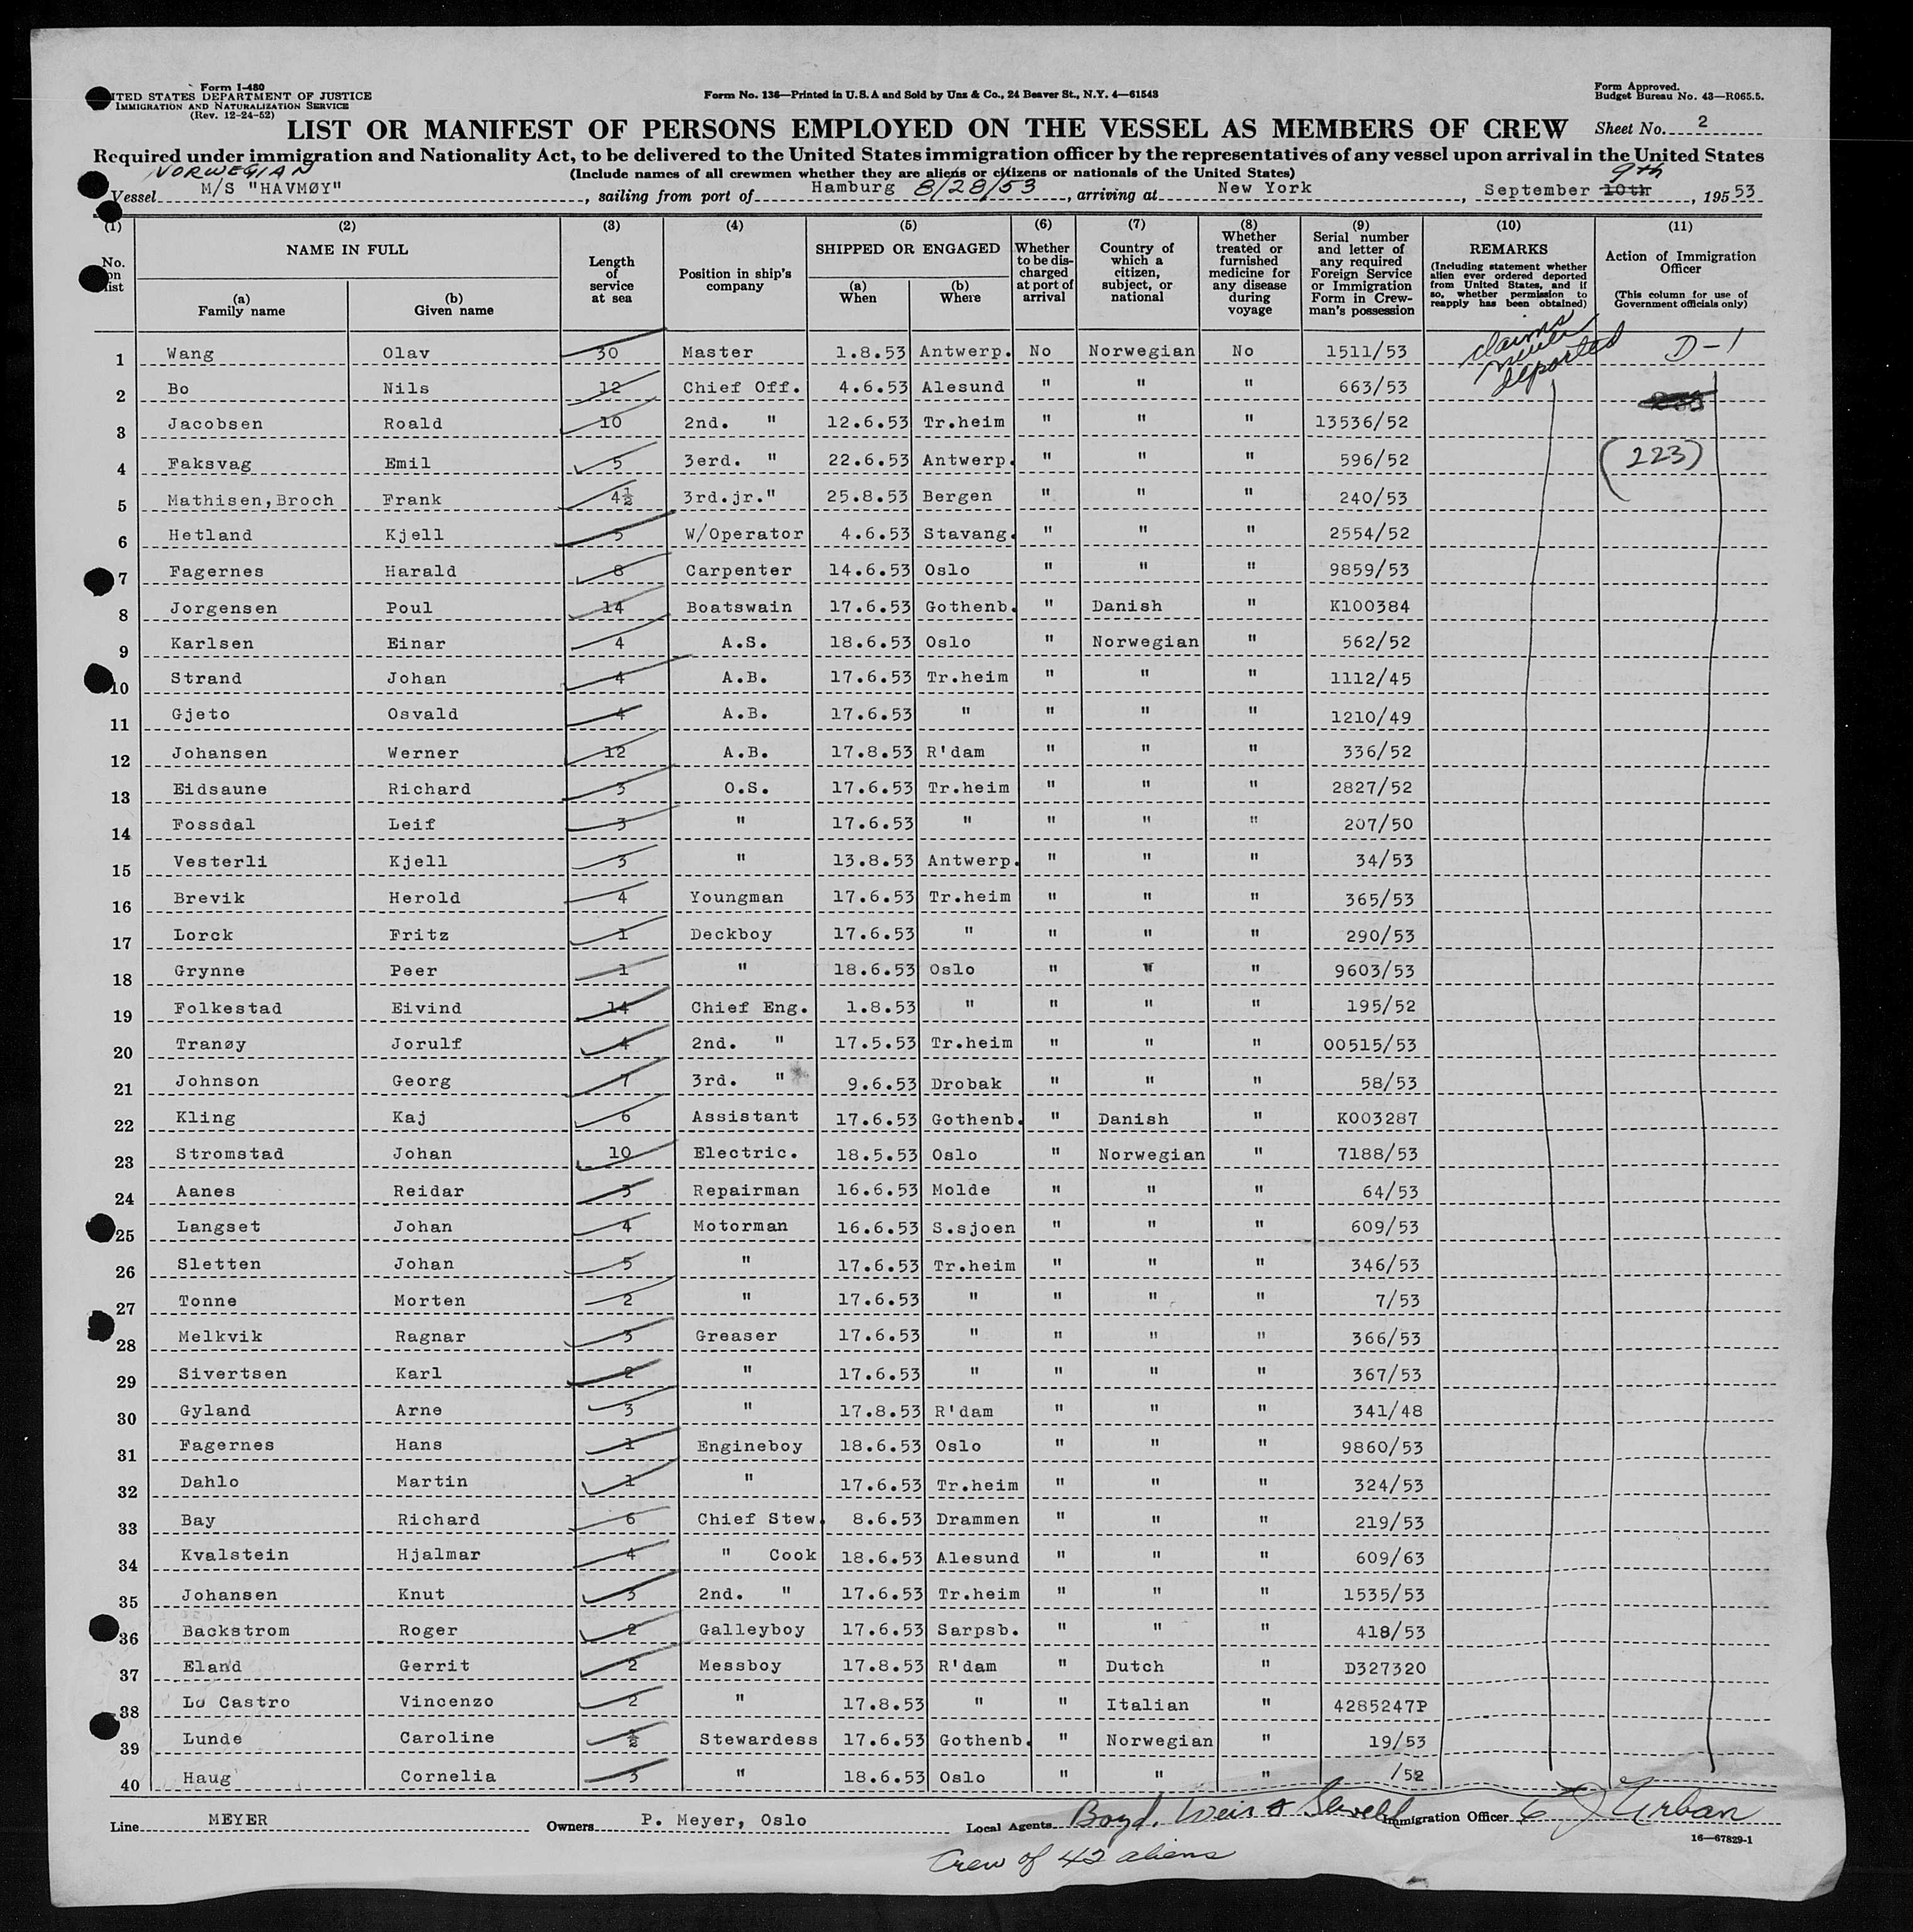 Form I-480
UNITED STATES DEPARTMENT OF JUSTICE
IMMIGRATION AND NATURALIZATION SERVICE
(Rev. 12-24-52)
Form No. 136—Printed in U.S.A and Sold by Unz & Co., 24 Beaver St., N.Y. 4—61543
Form Approved.
Budget Bureau No. 43—R065.5.
LIST OR MANIFEST OF PERSONS EMPLOYED ON THE VESSEL AS MEMBERS OF CREW
Sheet No. 2
Required under immigration and Nationality Act, to be delivered to the United States immigration officer by the representatives of any vessel upon arrival in the United States
(Include names of all crewmen whether they are aliens or citizens or nationals of the United States)
NORWEGIAN
9th
Vessel M/S "HAVMØY", sailing from port of Hamburg 8/28/53, arriving at New York, September 10th, 1953
(1) (2) (3) (4) (5) (6) (7) (8) (9) (10) (11)
No. on list
NAME IN FULL
(a) Family name
(b) Given name
Length of service at sea
Position in ship's company
SHIPPED OR ENGAGED
(a) When
(b) Where
Whether to be discharged at port of arrival
Country of which a citizen, subject, or national
Whether treated or furnished medicine for any disease during voyage
Serial number and letter of any required Foreign Service or Immigration Form in Crewman's possession
REMARKS
(Including statement whether alien ever ordered deported from United States, and if so, whether permission to reapply has been obtained)
Action of Immigration Officer
(This column for use of Government officials only)
1 Wang Olav 30 Master 1.8.53 Antwerp. No Norwegian No 1511/53 claims never deported D-1
2 Bo Nils 12 Chief Off. 4.6.53 Alesund " " " 663/53
3 Jacobsen Roald 10 2nd. " 12.6.53 Tr.heim " " " 13536/52
4 Faksvag Emil 5 3erd. " 22.6.53 Antwerp. " " " 596/52 (223)
5 Mathisen,Broch Frank 4½ 3rd.jr." 25.8.53 Bergen " " " 240/53
6 Hetland Kjell 5 W/Operator 4.6.53 Stavang. " " " 2554/52
7 Fagernes Harald 8 Carpenter 14.6.53 Oslo " " " 9859/53
8 Jorgensen Poul 14 Boatswain 17.6.53 Gothenb. " Danish " K100384
9 Karlsen Einar 4 A.S. 18.6.53 Oslo " Norwegian " 562/52
10 Strand Johan 4 A.B. 17.6.53 Tr.heim " " " 1112/45
11 Gjeto Osvald 4 A.B. 17.6.53 " " " " 1210/49
12 Johansen Werner 12 A.B. 17.8.53 R'dam " " " 336/52
13 Eidsaune Richard 3 O.S. 17.6.53 Tr.heim " " " 2827/52
14 Fossdal Leif 3 " 17.6.53 " " " " 207/50
15 Vesterli Kjell 3 " 13.8.53 Antwerp. " " " 34/53
16 Brevik Herold 4 Youngman 17.6.53 Tr.heim " " " 365/53
17 Lorck Fritz 1 Deckboy 17.6.53 " " " " 290/53
18 Grynne Peer 1 " 18.6.53 Oslo " " " 9603/53
19 Folkestad Eivind 14 Chief Eng. 1.8.53 " " " " 195/52
20 Tranøy Jorulf 4 2nd. " 17.5.53 Tr.heim " " " 00515/53
21 Johnson Georg 7 3rd. " 9.6.53 Drobak " " " 58/53
22 Kling Kaj 6 Assistant 17.6.53 Gothenb. " Danish " K003287
23 Stromstad Johan 10 Electric. 18.5.53 Oslo " Norwegian " 7188/53
24 Aanes Reidar 3 Repairman 16.6.53 Molde " " " 64/53
25 Langset Johan 4 Motorman 16.6.53 S.sjoen " " " 609/53
26 Sletten Johan 5 " 17.6.53 Tr.heim " " " 346/53
27 Tonne Morten 2 " 17.6.53 " " " " 7/53
28 Melkvik Ragnar 3 Greaser 17.6.53 " " " " 366/53
29 Sivertsen Karl 2 " 17.6.53 " " " " 367/53
30 Gyland Arne 3 " 17.8.53 R'dam " " " 341/48
31 Fagernes Hans 1 Engineboy 18.6.53 Oslo " " " 9860/53
32 Dahlo Martin 1 " 17.6.53 Tr.heim " " " 324/53
33 Bay Richard 6 Chief Stew. 8.6.53 Drammen " " " 219/53
34 Kvalstein Hjalmar 4 " Cook 18.6.53 Alesund " " " 609/63
35 Johansen Knut 3 2nd. " 17.6.53 Tr.heim " " " 1535/53
36 Backstrom Roger 2 Galleyboy 17.6.53 Sarpsb. " " " 418/53
37 Eland Gerrit 2 Messboy 17.8.53 R'dam " Dutch " D327320
38 Lo Castro Vincenzo 2 " 17.8.53 " " Italian " 4285247P
39 Lunde Caroline ½ Stewardess 17.6.53 Gothenb. " Norwegian " 19/53
40 Haug Cornelia 3 " 18.6.53 Oslo " " " /52
Line MEYER Owners P. Meyer, Oslo Local Agents Boyd, Weir & Sewell Immigration Officer Urban
16—67829-1
Crew of 42 aliens